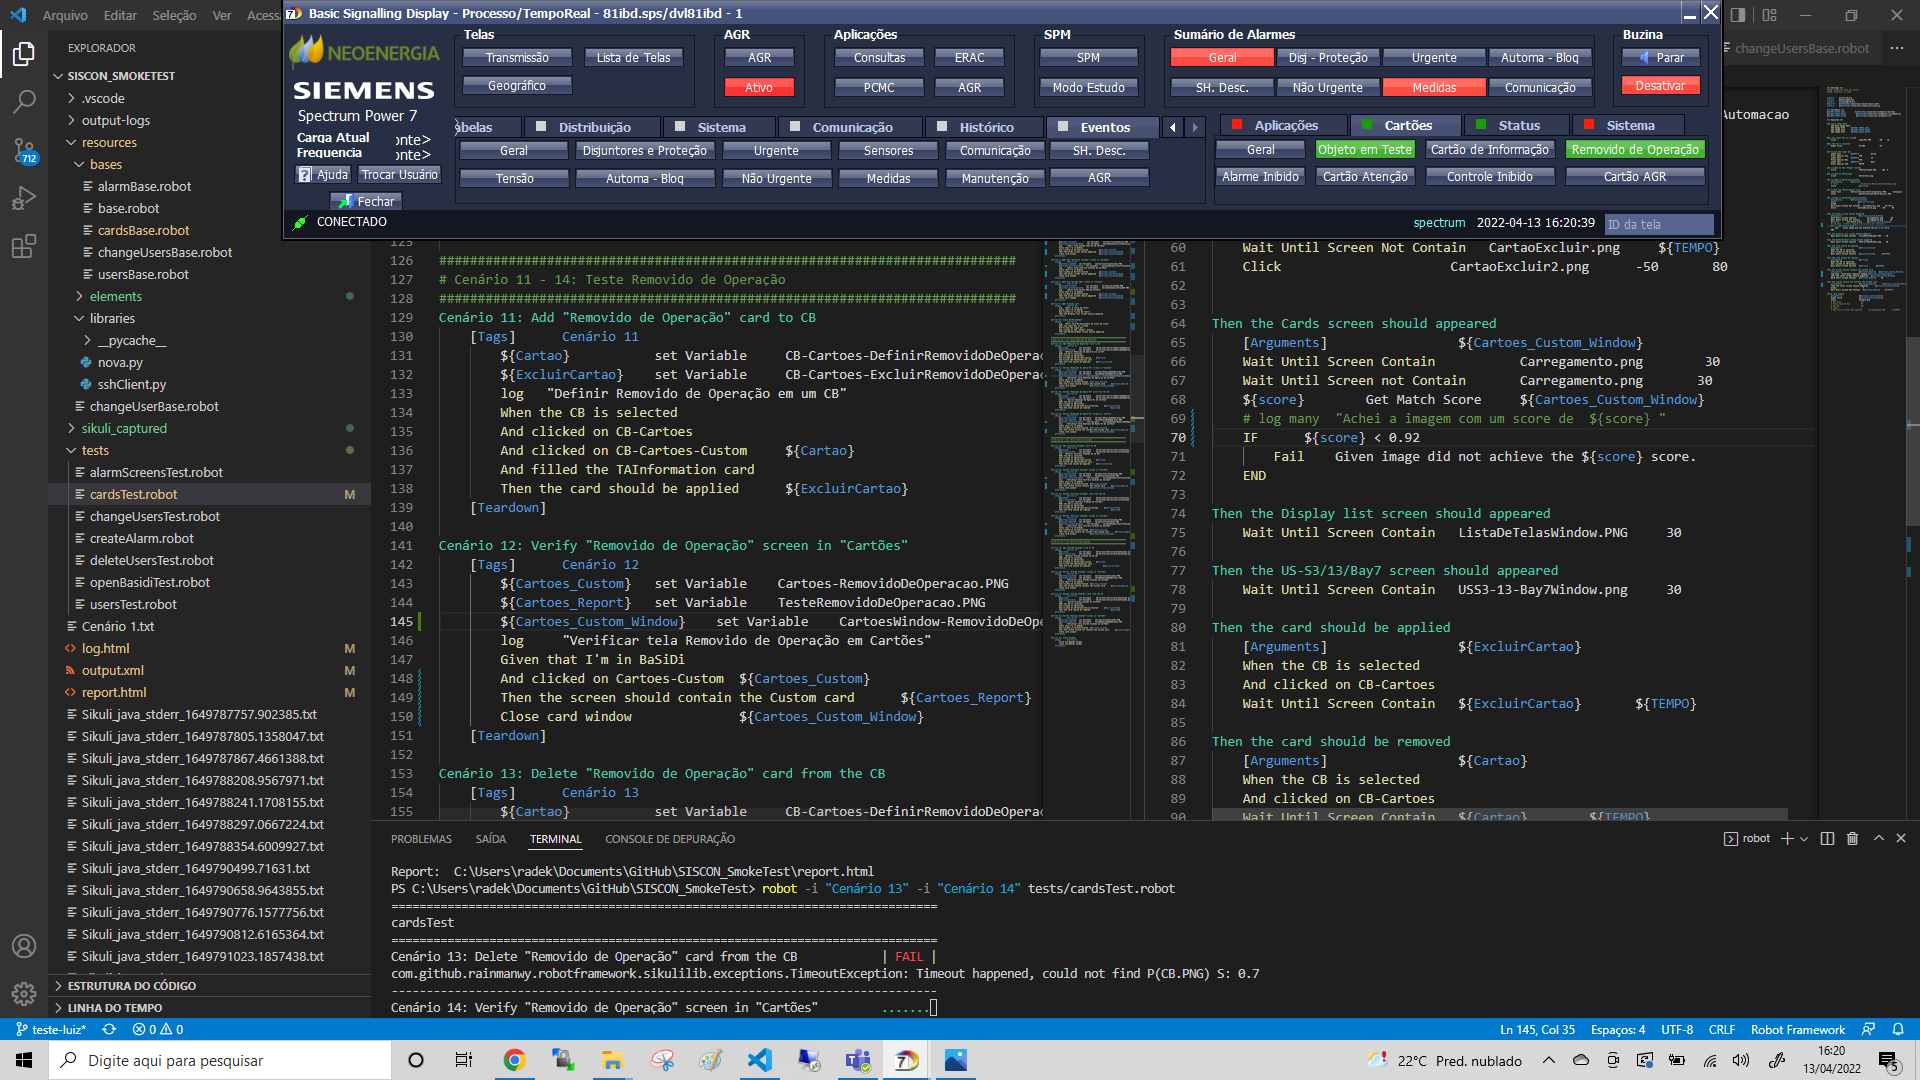 Arquivo Editar Seleção Ver
Basic Signalling Display - Processo/TempoReal - 81ibd.sps/dvl81ibd - 1
changeUsersBase.robot
NEOENERGIA
SIEMENS
Spectrum Power 7
Carga Atual onte>
Frequencia onte>
Ajuda Trocar Usuário
Fechar
CONECTADO
Telas
Transmissão Lista de Telas
Geográfico
AGR
AGR
Ativo
Aplicações
Consultas ERAC
PCMC AGR
SPM
SPM
Modo Estudo
Sumário de Alarmes
Geral Disj - Proteção Urgente Automa - Bloq
SH. Desc. Não Urgente Medidas Comunicação
Buzina
Parar
Desativar
abelas Distribuição Sistema Comunicação Histórico Eventos
Geral Disjuntores e Proteção Urgente Sensores Comunicação SH. Desc.
Tensão Automa - Bloq Não Urgente Medidas Manutenção AGR
Aplicações Cartões Status Sistema
Geral Objeto em Teste Cartão de Informação Removido de Operação
Alarme Inibido Cartão Atenção Controle Inibido Cartão AGR
spectrum 2022-04-13 16:20:39 ID da tela
Automacao
EXPLORADOR
SISCON_SMOKETEST
.vscode
output-logs
resources
bases
alarmBase.robot
base.robot
cardsBase.robot
changeUsersBase.robot
usersBase.robot
elements
libraries
__pycache__
nova.py
sshClient.py
changeUserBase.robot
sikuli_captured
tests
alarmScreensTest.robot
cardsTest.robot M
changeUsersTest.robot
createAlarm.robot
deleteUsersTest.robot
openBasidiTest.robot
usersTest.robot
Cenário 1.txt
log.html M
output.xml M
report.html M
Sikuli_java_stderr_1649787757.902385.txt
Sikuli_java_stderr_1649787805.1358047.txt
Sikuli_java_stderr_1649787867.4661388.txt
Sikuli_java_stderr_1649788208.9567971.txt
Sikuli_java_stderr_1649788241.1708155.txt
Sikuli_java_stderr_1649788297.0667224.txt
Sikuli_java_stderr_1649788354.6009927.txt
Sikuli_java_stderr_1649790499.71631.txt
Sikuli_java_stderr_1649790658.9643855.txt
Sikuli_java_stderr_1649790776.1577756.txt
Sikuli_java_stderr_1649790812.6165364.txt
Sikuli_java_stderr_1649791023.1857438.txt
ESTRUTURA DO CÓDIGO
LINHA DO TEMPO
712
125
126 ###########################################################################
127 # Cenário 11 - 14: Teste Removido de Operação
128 ###########################################################################
129 Cenário 11: Add "Removido de Operação" card to CB
130 [Tags] Cenário 11
131 ${Cartao} set Variable CB-Cartoes-DefinirRemovidoDeOperac
132 ${ExcluirCartao} set Variable CB-Cartoes-ExcluirRemovidoDeOperac
133 log "Definir Removido de Operação em um CB"
134 When the CB is selected
135 And clicked on CB-Cartoes
136 And clicked on CB-Cartoes-Custom ${Cartao}
137 And filled the TAInformation card
138 Then the card should be applied ${ExcluirCartao}
139 [Teardown]
140
141 Cenário 12: Verify "Removido de Operação" screen in "Cartões"
142 [Tags] Cenário 12
143 ${Cartoes_Custom} set Variable Cartoes-RemovidoDeOperacao.PNG
144 ${Cartoes_Report} set Variable TesteRemovidoDeOperacao.PNG
145 ${Cartoes_Custom_Window} set Variable CartoesWindow-RemovidoDeOpe
146 log "Verificar tela Removido de Operação em Cartões"
147 Given that I'm in BaSiDi
148 And clicked on Cartoes-Custom ${Cartoes_Custom}
149 Then the screen should contain the Custom card ${Cartoes_Report}
150 Close card window ${Cartoes_Custom_Window}
151 [Teardown]
152
153 Cenário 13: Delete "Removido de Operação" card from the CB
154 [Tags] Cenário 13
155 ${Cartao} set Variable CB-Cartoes-DefinirRemovidoDeOperac
60 Wait Until Screen Not Contain CartaoExcluir.png ${TEMPO}
61 Click CartaoExcluir2.png -50 80
62
63
64 Then the Cards screen should appeared
65 [Arguments] ${Cartoes_Custom_Window}
66 Wait Until Screen Contain Carregamento.png 30
67 Wait Until Screen not Contain Carregamento.png 30
68 ${score} Get Match Score ${Cartoes_Custom_Window}
69 # log many "Achei a imagem com um score de ${score} "
70 IF ${score} < 0.92
71 Fail Given image did not achieve the ${score} score.
72 END
73
74 Then the Display list screen should appeared
75 Wait Until Screen Contain ListaDeTelasWindow.PNG 30
76
77 Then the US-S3/13/Bay7 screen should appeared
78 Wait Until Screen Contain USS3-13-Bay7Window.png 30
79
80 Then the card should be applied
81 [Arguments] ${ExcluirCartao}
82 When the CB is selected
83 And clicked on CB-Cartoes
84 Wait Until Screen Contain ${ExcluirCartao} ${TEMPO}
85
86 Then the card should be removed
87 [Arguments] ${Cartao}
88 When the CB is selected
89 And clicked on CB-Cartoes
90 Wait Until Screen Contain ${Cartao} ${TEMPO}
PROBLEMAS SAÍDA TERMINAL CONSOLE DE DEPURAÇÃO robot
Report: C:\Users\radek\Documents\GitHub\SISCON_SmokeTest\report.html
PS C:\Users\radek\Documents\GitHub\SISCON_SmokeTest> robot -i "Cenário 13" -i "Cenário 14" tests/cardsTest.robot
==============================================================================
cardsTest
==============================================================================
Cenário 13: Delete "Removido de Operação" card from the CB | FAIL |
com.github.rainmanwy.robotframework.sikulilib.exceptions.TimeoutException: Timeout happened, could not find P(CB.PNG) S: 0.7
------------------------------------------------------------------------------
Cenário 14: Verify "Removido de Operação" screen in "Cartões" .......
teste-luiz* 0 0 Ln 145, Col 35 Espaços: 4 UTF-8 CRLF Robot Framework
Digite aqui para pesquisar 22°C Pred. nublado 16:20
13/04/2022 5